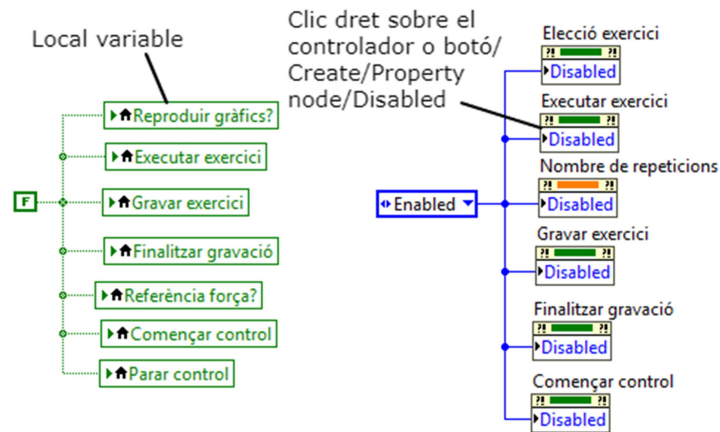 Local variable
Reproduir gràfics?
Executar exercici
F
Gravar exercici
Finalitzar gravació
Referència força?
Començar control
Parar control
Clic dret sobre el
controlador o botó/
Create/Property
node/Disabled
Enabled
Elecció exercici
?! ?!
Disabled
Executar exercici
?! ?!
Disabled
Nombre de repeticions
?! ?!
Disabled
Gravar exercici
?! ?!
Disabled
Finalitzar gravació
?! ?!
Disabled
Començar control
?! ?!
Disabled